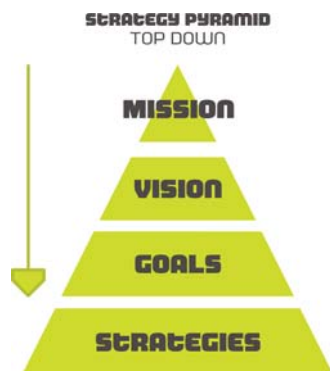 STRATEGY PYRAMID
TOP DOWN
MISSION
VISION
GOALS
STRATEGIES